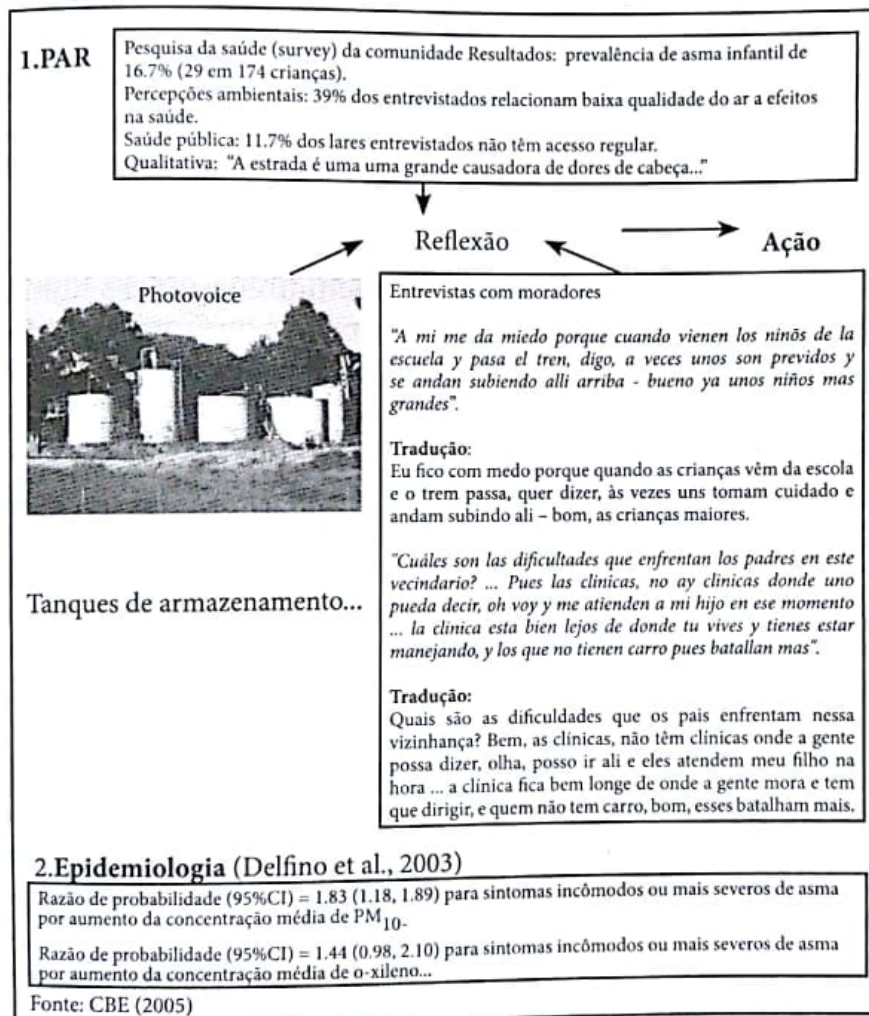 1.PAR
Pesquisa da saúde (survey) da comunidade Resultados: prevalência de asma infantil de
16.7% (29 em 174 crianças).
Percepções ambientais: 39% dos entrevistados relacionam baixa qualidade do ar a efeitos
na saúde.
Saúde pública: 11.7% dos lares entrevistados não têm acesso regular.
Qualitativa: "A estrada é uma uma grande causadora de dores de cabeça..."
Reflexão
Ação
Photovoice
Tanques de armazenamento...
Entrevistas com moradores
"A mi me da miedo porque cuando vienen los ninõs de la
escuela y pasa el tren, digo, a veces unos son previdos y
se andan subiendo alli arriba - bueno ya unos niños mas
grandes".
Tradução:
Eu fico com medo porque quando as crianças vêm da escola
e o trem passa, quer dizer, às vezes uns tomam cuidado e
andam subindo ali – bom, as crianças maiores.
"Cuáles son las dificultades que enfrentan los padres en este
vecindario? ... Pues las clinicas, no ay clinicas donde uno
pueda decir, oh voy y me atienden a mi hijo en ese momento
... la clinica esta bien lejos de donde tu vives y tienes estar
manejando, y los que no tienen carro pues batallan mas".
Tradução:
Quais são as dificuldades que os pais enfrentam nessa
vizinhança? Bem, as clínicas, não têm clínicas onde a gente
possa dizer, olha, posso ir ali e eles atendem meu filho na
hora ... a clínica fica bem longe de onde a gente mora e tem
que dirigir, e quem não tem carro, bom, esses batalham mais.
2.Epidemiologia (Delfino et al., 2003)
Razão de probabilidade (95%CI) = 1.83 (1.18, 1.89) para sintomas incômodos ou mais severos de asma
por aumento da concentração média de PM10-
Razão de probabilidade (95%CI) = 1.44 (0.98, 2.10) para sintomas incômodos ou mais severos de asma
por aumento da concentração média de o-xileno...
Fonte: CBE (2005)